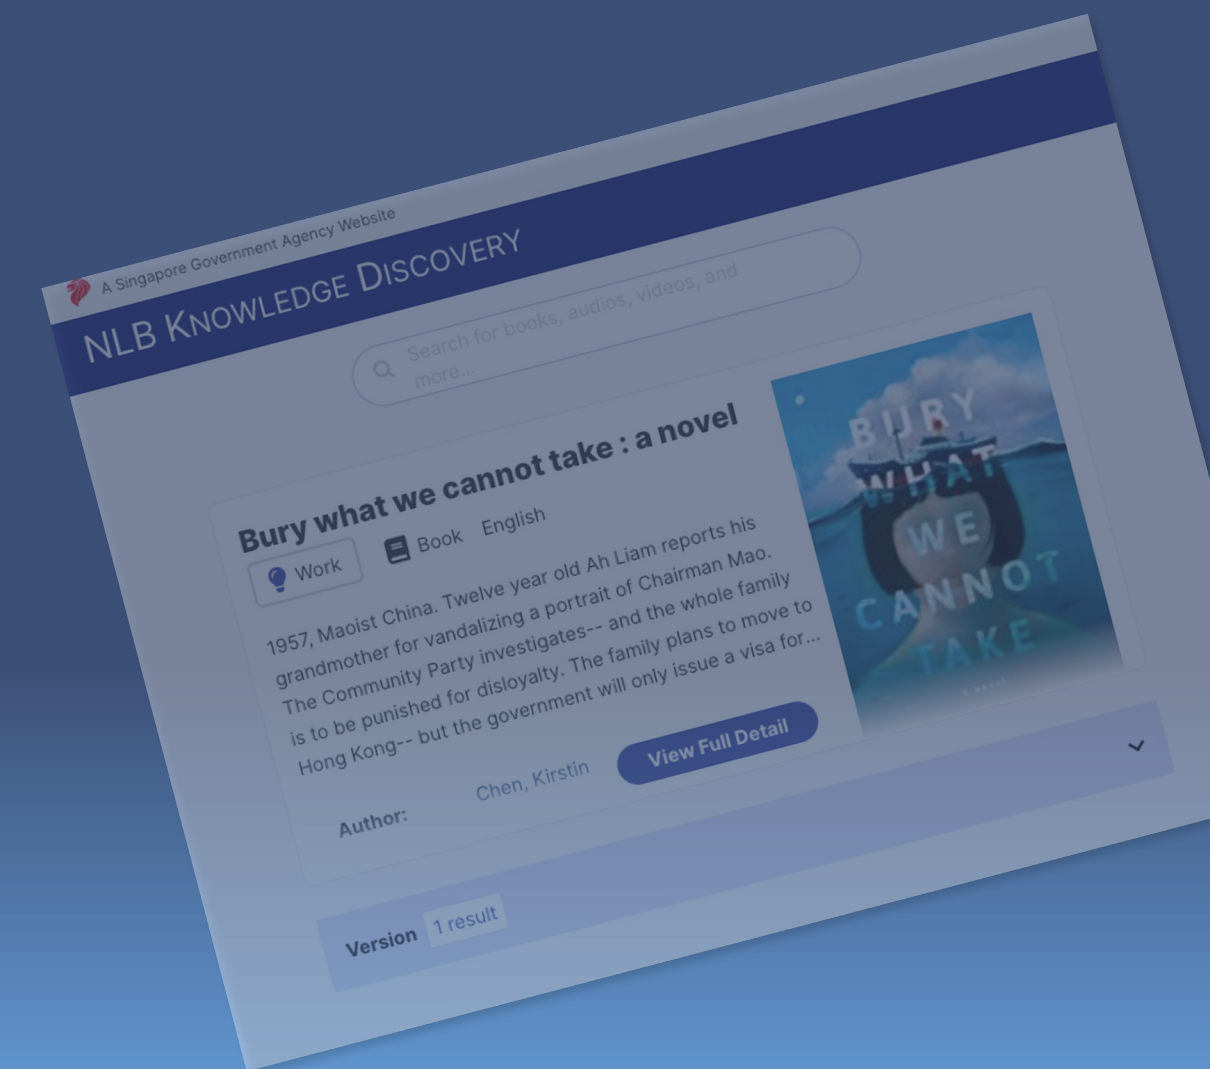 A Singapore Government Agency Website
NLB KNOWLEDGE DISCOVERY
Search for books, audios, videos, and
more...
Bury what we cannot take : a novel
Work
Book
English
1957, Maoist China. Twelve year old Ah Liam reports his
grandmother for vandalizing a portrait of Chairman Mao.
The Community Party investigates-- and the whole family
is to be punished for disloyalty. The family plans to move to
Hong Kong-- but the government will only issue a visa for...
Author:
Chen, Kirstin
View Full Detail
BURY
WHAT
WE
CANNOT
TAKE
A NOVEL
Version
1 result